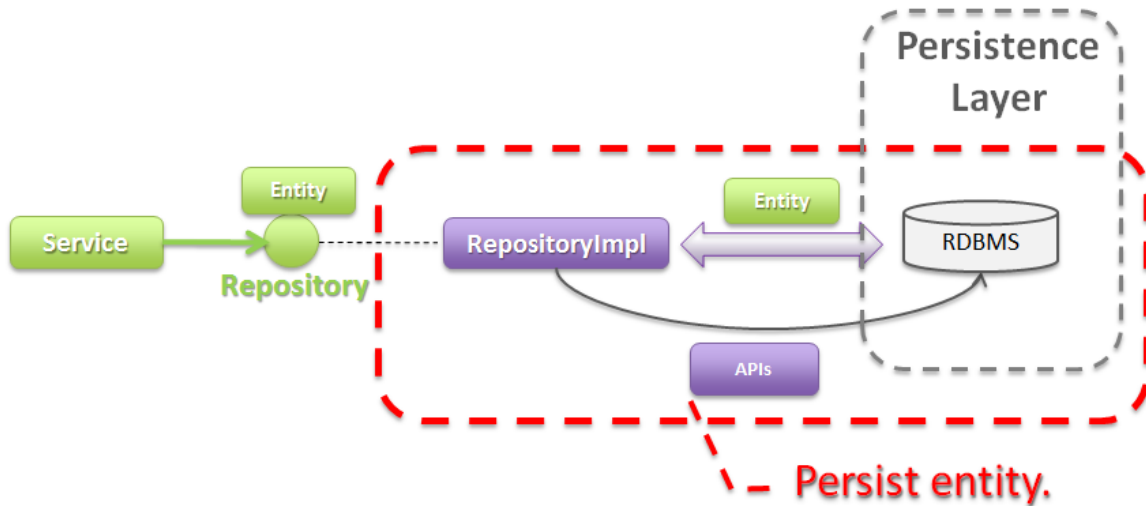 Persistence
Layer
Entity
Entity
Service
RepositoryImpl
RDBMS
Repository
APIs
Persist entity.